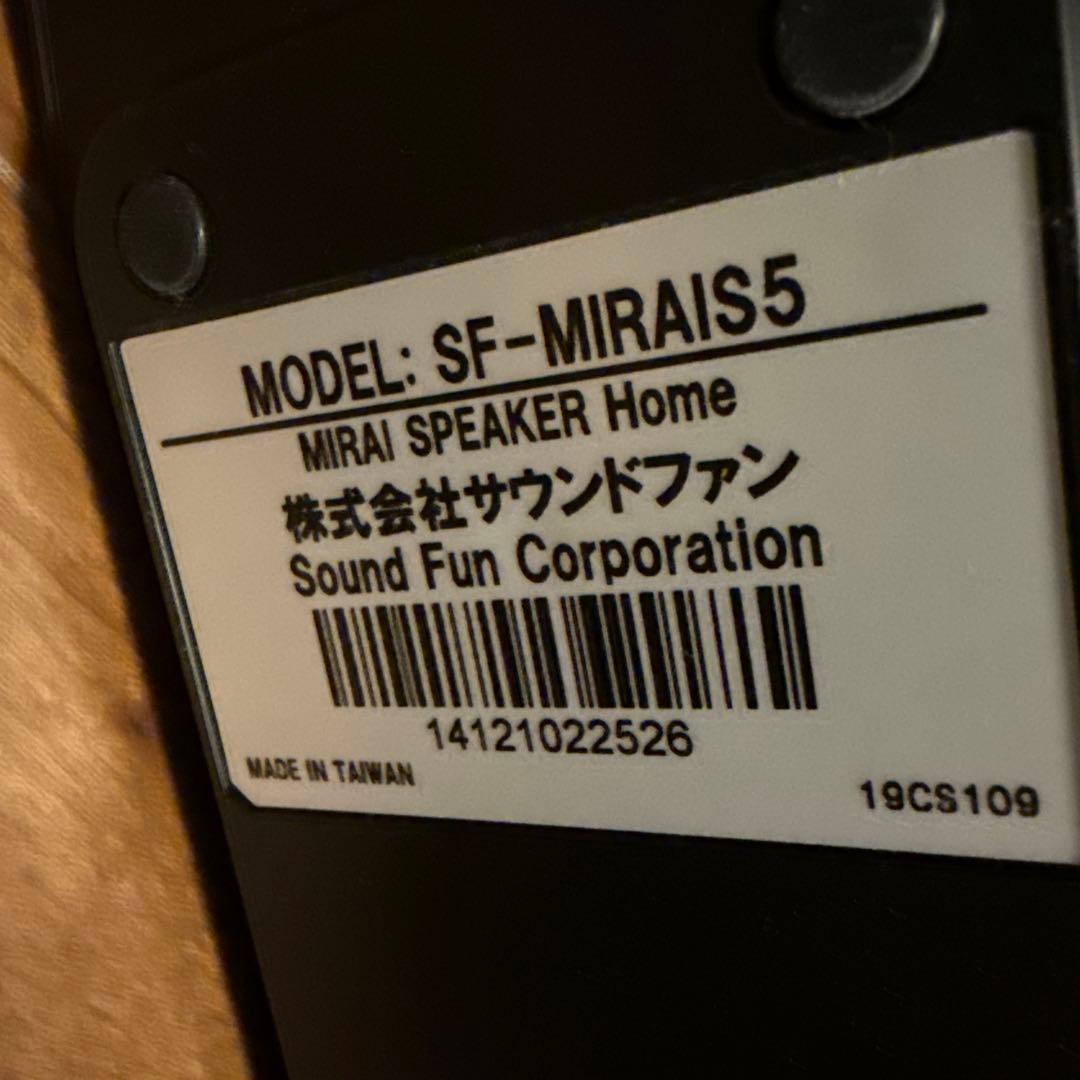 MODEL: SF-MIRAIS5
MIRAI SPEAKER Home
株式会社サウンドファン
Sound Fun Corporation
14121022526
MADE IN TAIWAN
19CS109